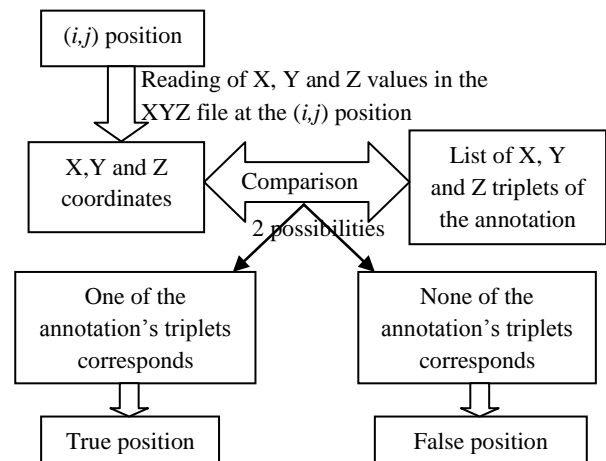 (i,j) position
Reading of X, Y and Z values in the
XYZ file at the (i,j) position
X,Y and Z
coordinates
Comparison
List of X, Y
and Z triplets of
the annotation
2 possibilities
One of the
annotation’s triplets
corresponds
None of the
annotation’s triplets
corresponds
True position
False position